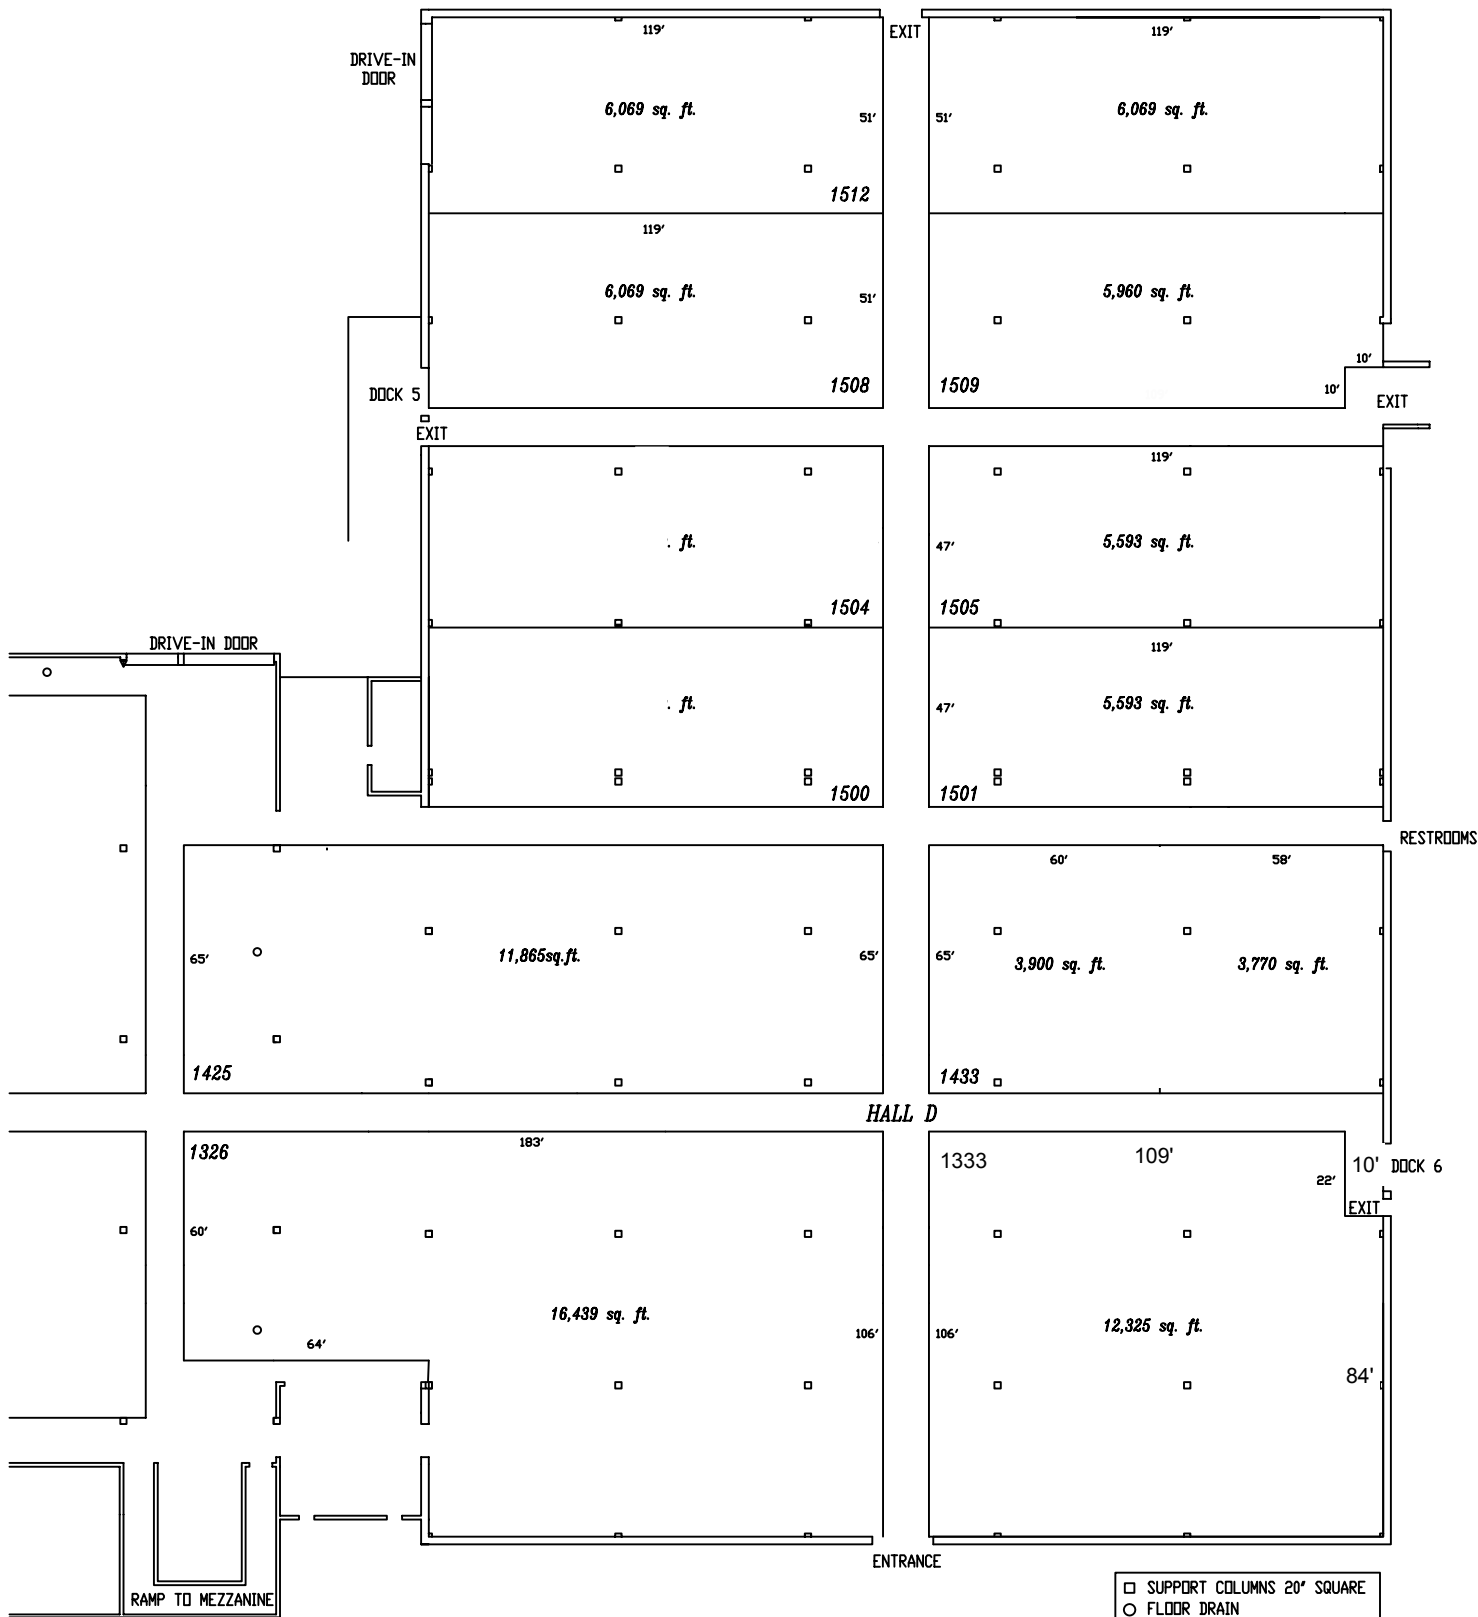 EXIT
119'
119'
DRIVE-IN
DOOR
6,069 sq. ft.
6,069 sq. ft.
51'
51'
1512
119'
6,069 sq. ft.
5,960 sq. ft.
51'
10'
DOCK 5
1508
1509
10'
EXIT
EXIT
119'
. ft.
47'
5,593 sq. ft.
1504
1505
DRIVE-IN DOOR
119'
. ft.
47'
5,593 sq. ft.
1500
1501
RESTROOMS
60'
58'
65'
11,865sq.ft.
65'
65'
3,900 sq. ft.
3,770 sq. ft.
1425
1433
HALL D
1326
183'
1333
109'
10'
DOCK 6
22'
EXIT
60'
16,439 sq. ft.
12,325 sq. ft.
64'
106'
106'
84'
ENTRANCE
RAMP TO MEZZANINE
SUPPORT COLUMNS 20" SQUARE
FLOOR DRAIN